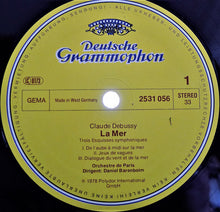 Deutsche
Grammophon
GEMA
Made in West Germany
2531 056
STEREO
33
1
Claude Debussy
La Mer
Trois Esquisses symphoniques
I. De l'aube à midi sur la mer
II. Jeux de vagues
III. Dialogue du vent et de la mer
Orchestre de Paris
Dirigent: Daniel Barenboim
℗ 1978 Polydor International
GmbH